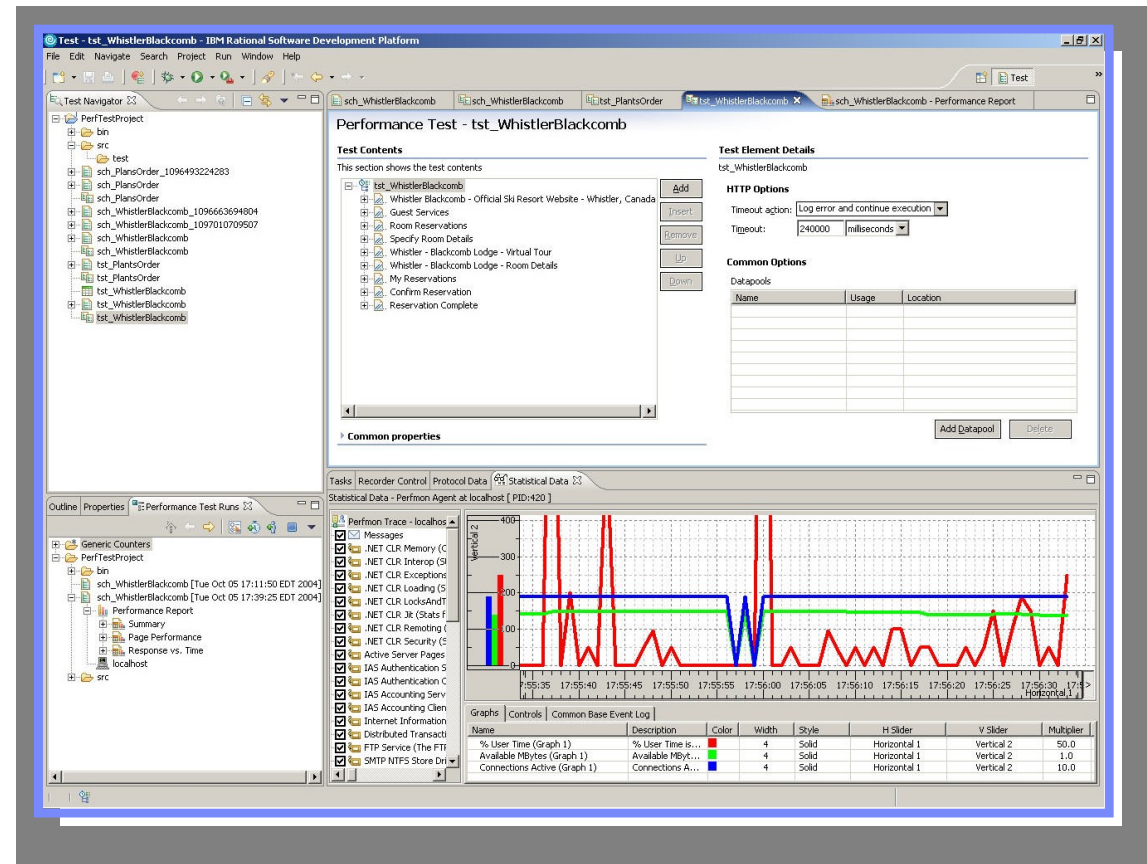 Test - tst_WhistlerBlackcomb - IBM Rational Software Development Platform
File Edit Navigate Search Project Run Window Help
Test
Test Navigator
PerfTestProject
bin
src
test
sch_PlansOrder_1096493224283
sch_PlansOrder
sch_PlansOrder
sch_WhistlerBlackcomb_1096663694804
sch_WhistlerBlackcomb_1097010709507
sch_WhistlerBlackcomb
sch_WhistlerBlackcomb
tst_PlantsOrder
tst_PlantsOrder
tst_WhistlerBlackcomb
tst_WhistlerBlackcomb
tst_WhistlerBlackcomb
sch_WhistlerBlackcomb sch_WhistlerBlackcomb tst_PlantsOrder tst_WhistlerBlackcomb sch_WhistlerBlackcomb - Performance Report
Performance Test - tst_WhistlerBlackcomb
Test Contents
This section shows the test contents
tst_WhistlerBlackcomb
Whistler Blackcomb - Official Ski Resort Website - Whistler, Canada
Guest Services
Room Reservations
Specify Room Details
Whistler - Blackcomb Lodge - Virtual Tour
Whistler - Blackcomb Lodge - Room Details
My Reservations
Confirm Reservation
Reservation Complete
Add
Insert
Remove
Up
Down
Common properties
Test Element Details
tst_WhistlerBlackcomb
HTTP Options
Timeout action: Log error and continue execution
Timeout: 240000 milliseconds
Common Options
Datapools
Name Usage Location
Add Datapool Delete
Outline Properties Performance Test Runs
Generic Counters
PerfTestProject
bin
sch_WhistlerBlackcomb [Tue Oct 05 17:11:50 EDT 2004]
sch_WhistlerBlackcomb [Tue Oct 05 17:39:25 EDT 2004]
Performance Report
Summary
Page Performance
Response vs. Time
localhost
src
Tasks Recorder Control Protocol Data Statistical Data
Statistical Data - Perfmon Agent at localhost [ PID:420 ]
Perfmon Trace - localhos
Messages
.NET CLR Memory (C
.NET CLR Interop (St
.NET CLR Exceptions
.NET CLR Loading (S
.NET CLR LocksAndT
.NET CLR Jit (Stats f
.NET CLR Remoting (
.NET CLR Security (S
Active Server Pages
IAS Authentication S
IAS Authentication C
IAS Accounting Serv
IAS Accounting Clien
Internet Information
Distributed Transacti
FTP Service (The FTP
SMTP NTFS Store Dri
Vertical 2
400
300
200
100
0
7:55:35 17:55:40 17:55:45 17:55:50 17:55:55 17:56:00 17:56:05 17:56:10 17:56:15 17:56:20 17:56:25 17:56:30 17:5
Horizontal 1
Graphs Controls Common Base Event Log
Name Description Color Width Style H Slider V Slider Multiplier
% User Time (Graph 1) % User Time is... 4 Solid Horizontal 1 Vertical 2 50.0
Available MBytes (Graph 1) Available MByt... 4 Solid Horizontal 1 Vertical 2 1.0
Connections Active (Graph 1) Connections A... 4 Solid Horizontal 1 Vertical 2 10.0